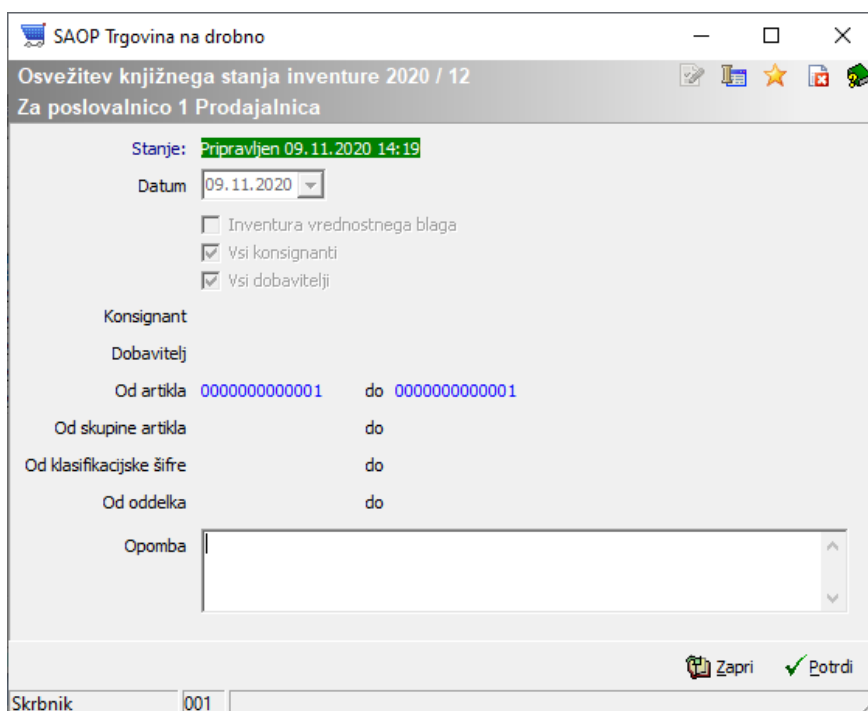 SAOP Trgovina na drobno
Osvežitev knjižnega stanja inventure 2020 / 12
Za poslovalnico 1 Prodajalnica
Stanje: Pripravljen 09.11.2020 14:19
Datum 09.11.2020
Inventura vrednostnega blaga
Vsi konsignanti
Vsi dobavitelji
Konsignant
Dobavitelj
Od artikla 0000000000001 do 0000000000001
Od skupine artikla do
Od klasifikacijske šifre do
Od oddelka do
Opomba
Zapri Potrdi
Skrbnik 001